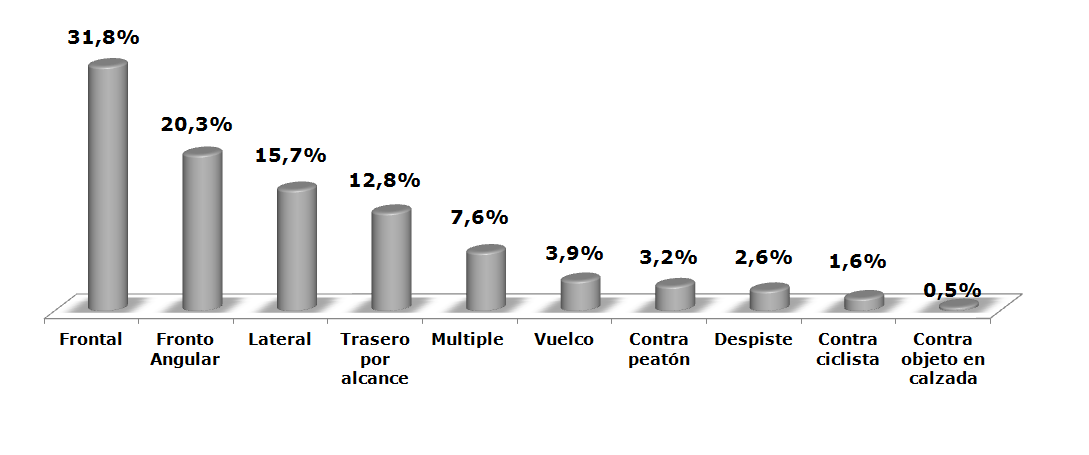 31,8%
20,3%
15,7%
12,8%
7,6%
3,9%
3,2%
2,6%
1,6%
0,5%
Frontal
Fronto
Angular
Lateral
Trasero
por
alcance
Multiple
Vuelco
Contra
peatón
Despiste
Contra
ciclista
Contra
objeto en
calzada